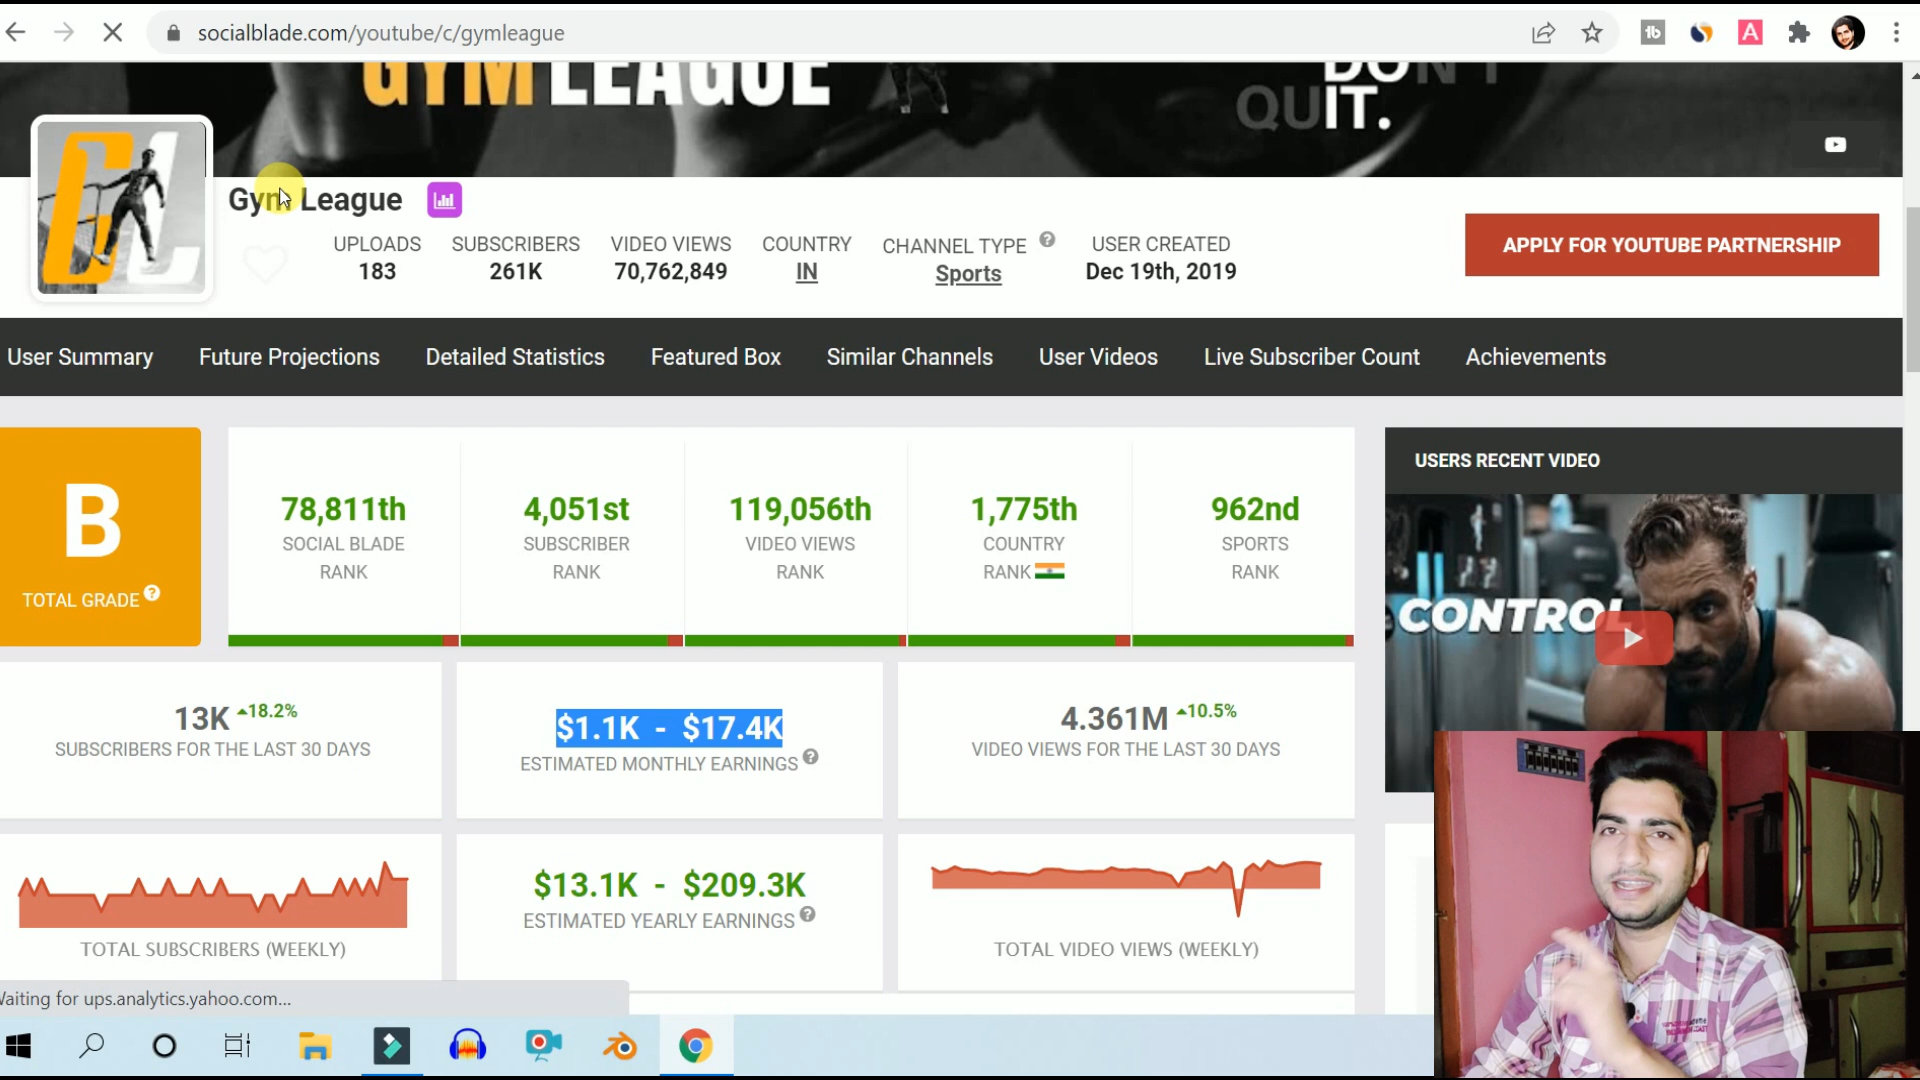 socialblade.com/youtube/c/gymleague
GYM LEAGUE
DON'T
QUIT.
Gym League
UPLOADS
183
SUBSCRIBERS
261K
VIDEO VIEWS
70,762,849
COUNTRY
IN
CHANNEL TYPE
Sports
USER CREATED
Dec 19th, 2019
APPLY FOR YOUTUBE PARTNERSHIP
User Summary
Future Projections
Detailed Statistics
Featured Box
Similar Channels
User Videos
Live Subscriber Count
Achievements
B
TOTAL GRADE
78,811th
SOCIAL BLADE
RANK
4,051st
SUBSCRIBER
RANK
119,056th
VIDEO VIEWS
RANK
1,775th
COUNTRY
RANK
962nd
SPORTS
RANK
USERS RECENT VIDEO
CONTROL
13K 18.2%
SUBSCRIBERS FOR THE LAST 30 DAYS
$1.1K - $17.4K
ESTIMATED MONTHLY EARNINGS
4.361M 10.5%
VIDEO VIEWS FOR THE LAST 30 DAYS
TOTAL SUBSCRIBERS (WEEKLY)
$13.1K - $209.3K
ESTIMATED YEARLY EARNINGS
TOTAL VIDEO VIEWS (WEEKLY)
Waiting for ups.analytics.yahoo.com...